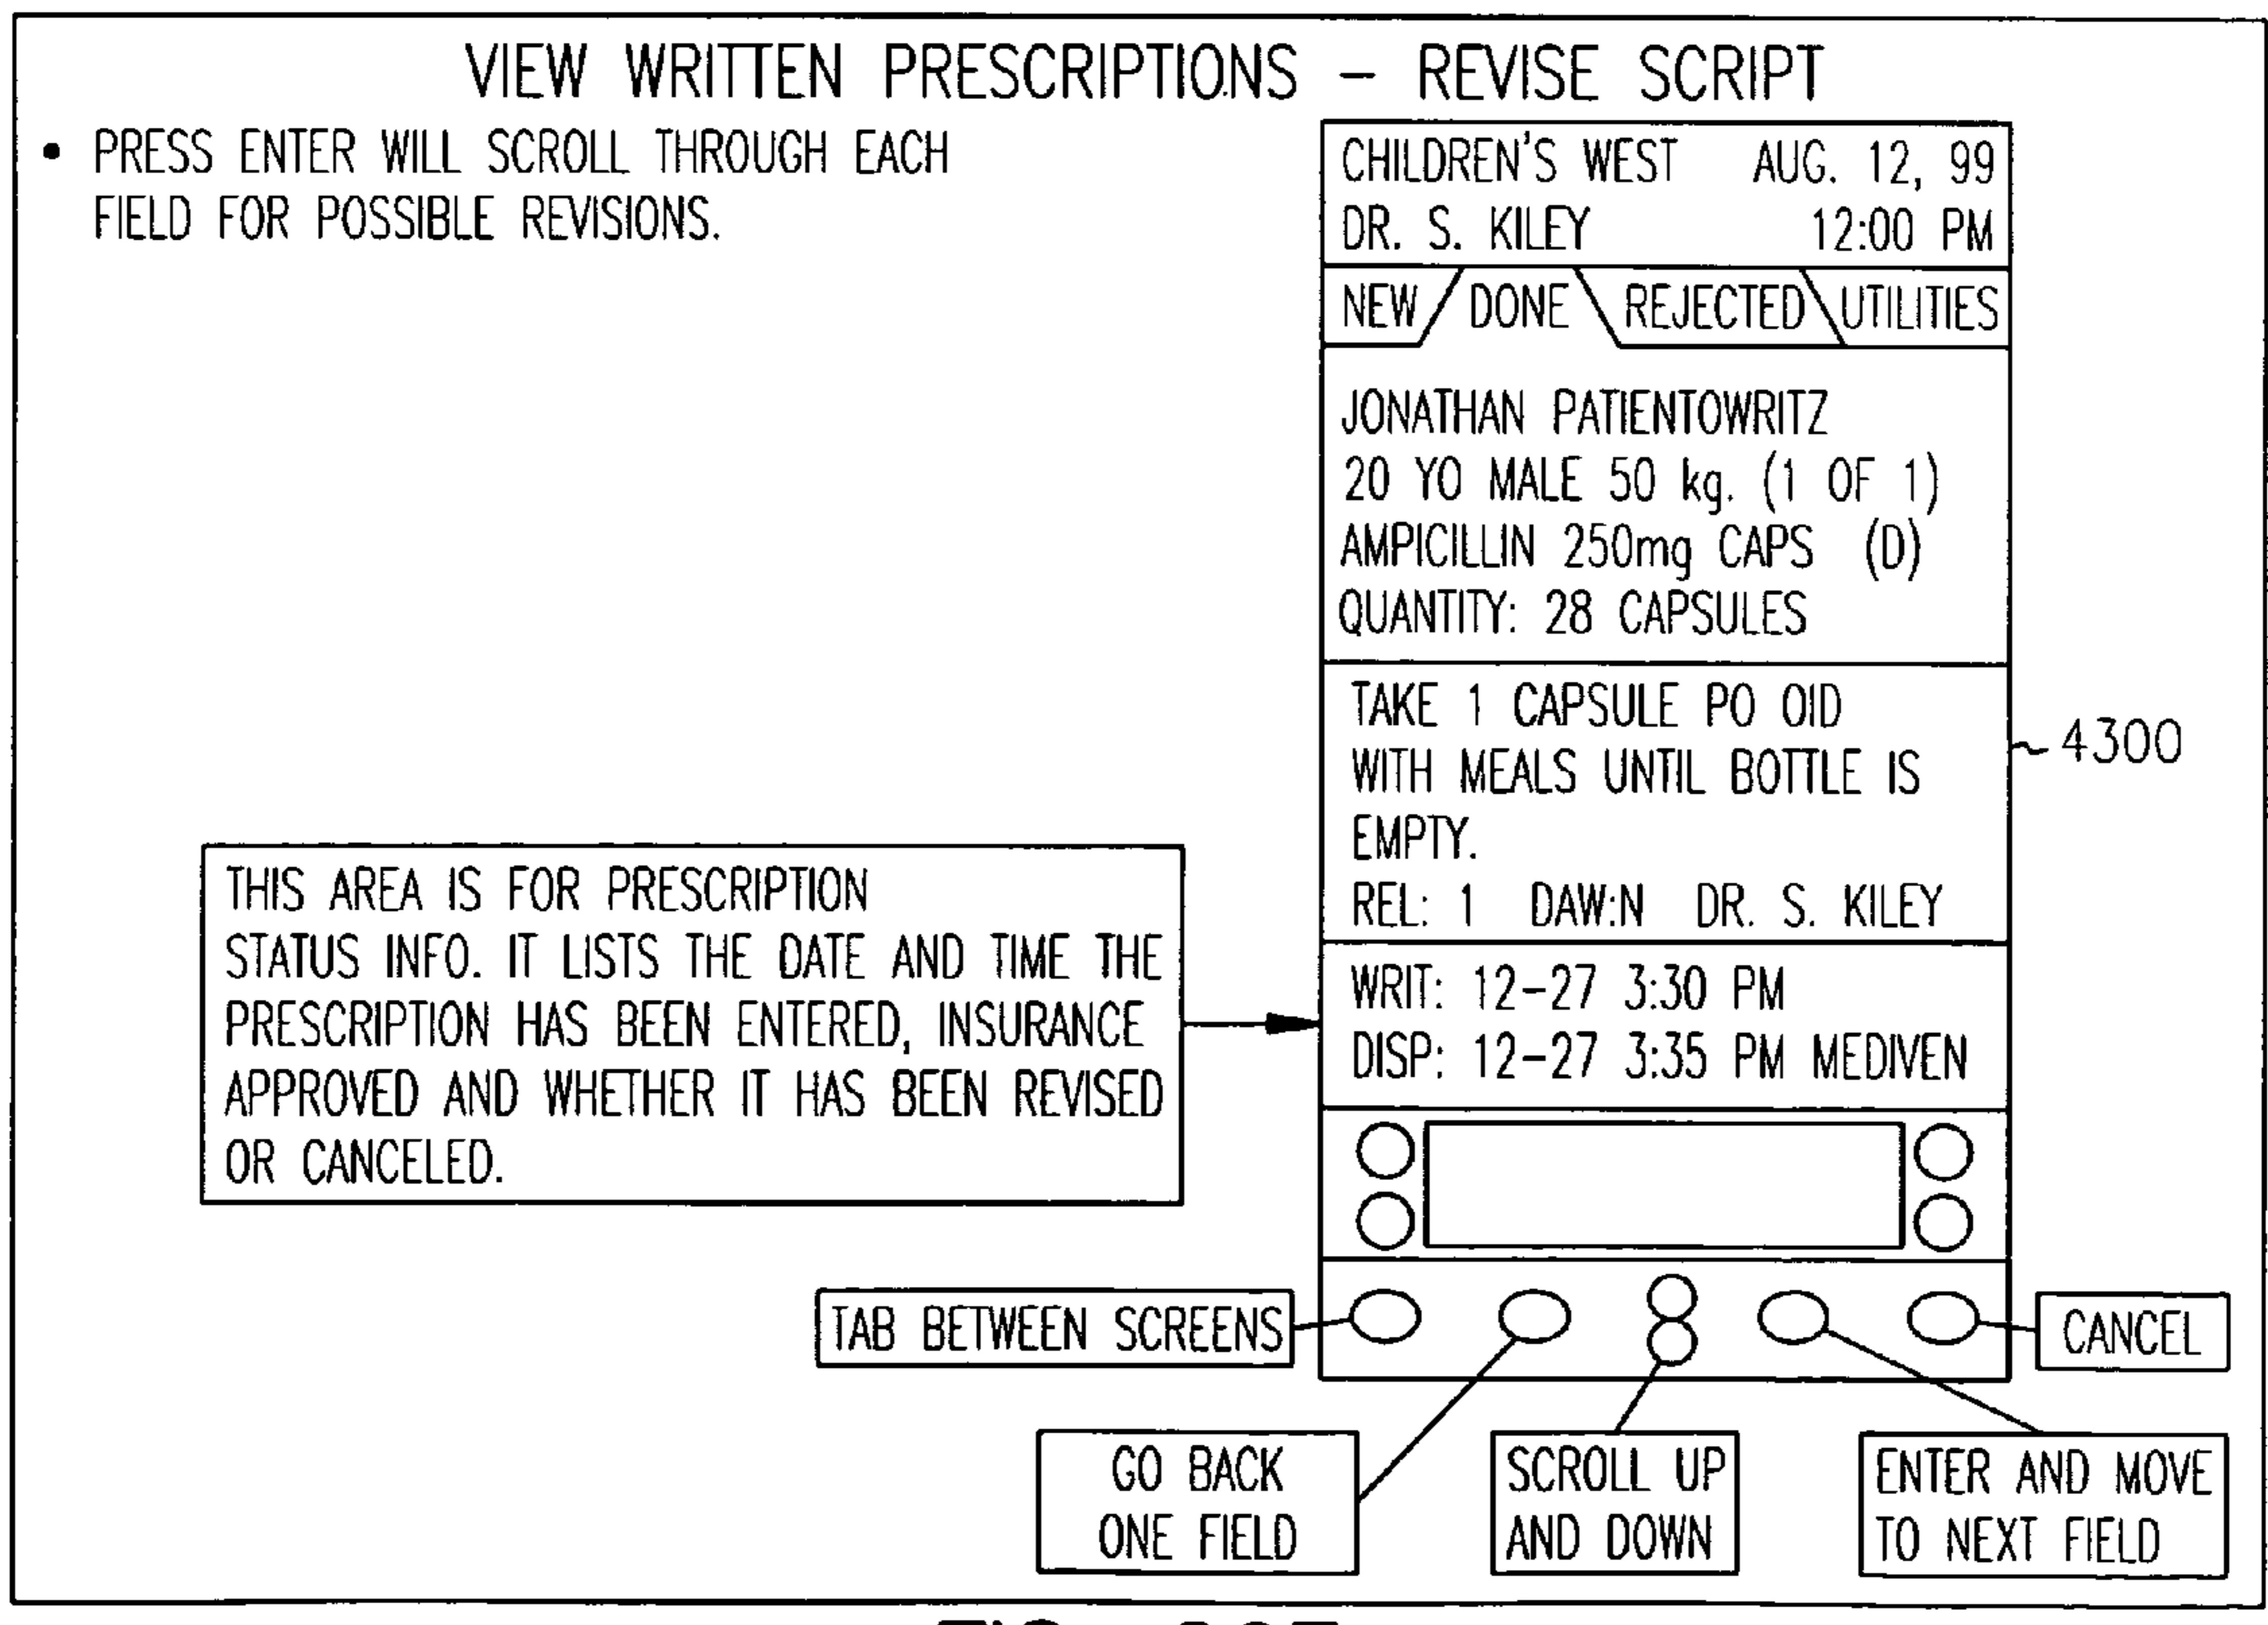 VIEW WRITTEN PRESCRIPTIONS – REVISE SCRIPT
• PRESS ENTER WILL SCROLL THROUGH EACH
FIELD FOR POSSIBLE REVISIONS.
CHILDREN'S WEST AUG. 12, 99
DR. S. KILEY 12:00 PM
NEW DONE REJECTED UTILITIES
JONATHAN PATIENTOWRITZ
20 YO MALE 50 kg. (1 OF 1)
AMPICILLIN 250mg CAPS (D)
QUANTITY: 28 CAPSULES
TAKE 1 CAPSULE PO OID
WITH MEALS UNTIL BOTTLE IS
EMPTY.
REL: 1 DAW:N DR. S. KILEY
4300
THIS AREA IS FOR PRESCRIPTION
STATUS INFO. IT LISTS THE DATE AND TIME THE
PRESCRIPTION HAS BEEN ENTERED, INSURANCE
APPROVED AND WHETHER IT HAS BEEN REVISED
OR CANCELED.
WRIT: 12-27 3:30 PM
DISP: 12-27 3:35 PM MEDIVEN
TAB BETWEEN SCREENS
CANCEL
GO BACK
ONE FIELD
SCROLL UP
AND DOWN
ENTER AND MOVE
TO NEXT FIELD